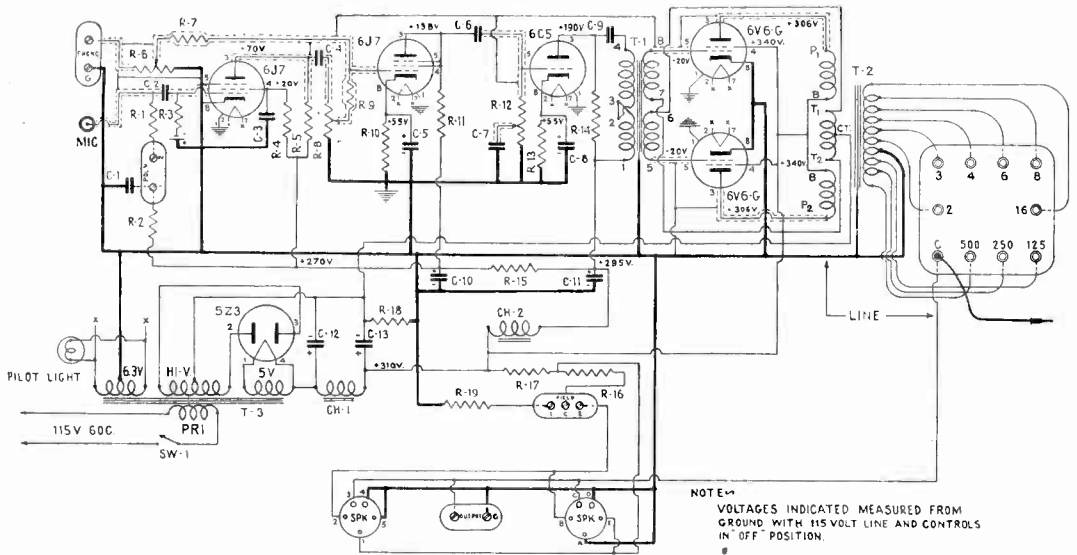 PHONO
G
R-6
R-7
C-2
MIC
R-1
R-3
C-1
R-2
+70V
6J7
+20V
C-3
C-4
R-4
R-5
R-8
R-9
+138V
6J7
R-10
+55V
C-5
R-11
C-6
+190V
6C5
R-12
C-7
R-13
+55V
C-8
C-9
R-14
T-1
6V6-G
+306V
+340V.
-20V
-20V
+340V.
6V6-G
+306V
P1
B
T1
C.T.
T2
B
P2
T-2
3 4 6 8
2 16
C 500 250 125
LINE
+270V
C-10
R-15
C-11
+285V.
5Z3
C-12
R-18
C-13
CH-2
+310V.
R-17
R-16
R-19
FIELD
1 C 2
PILOT LIGHT
X X
6.3V
HI-V.
5V
T-3
CH-1
115V 60C.
PRI
SW-1
SPK
OUTPUT G
SPK
NOTE~
VOLTAGES INDICATED MEASURED FROM
GROUND WITH 115 VOLT LINE AND CONTROLS
IN "OFF" POSITION.